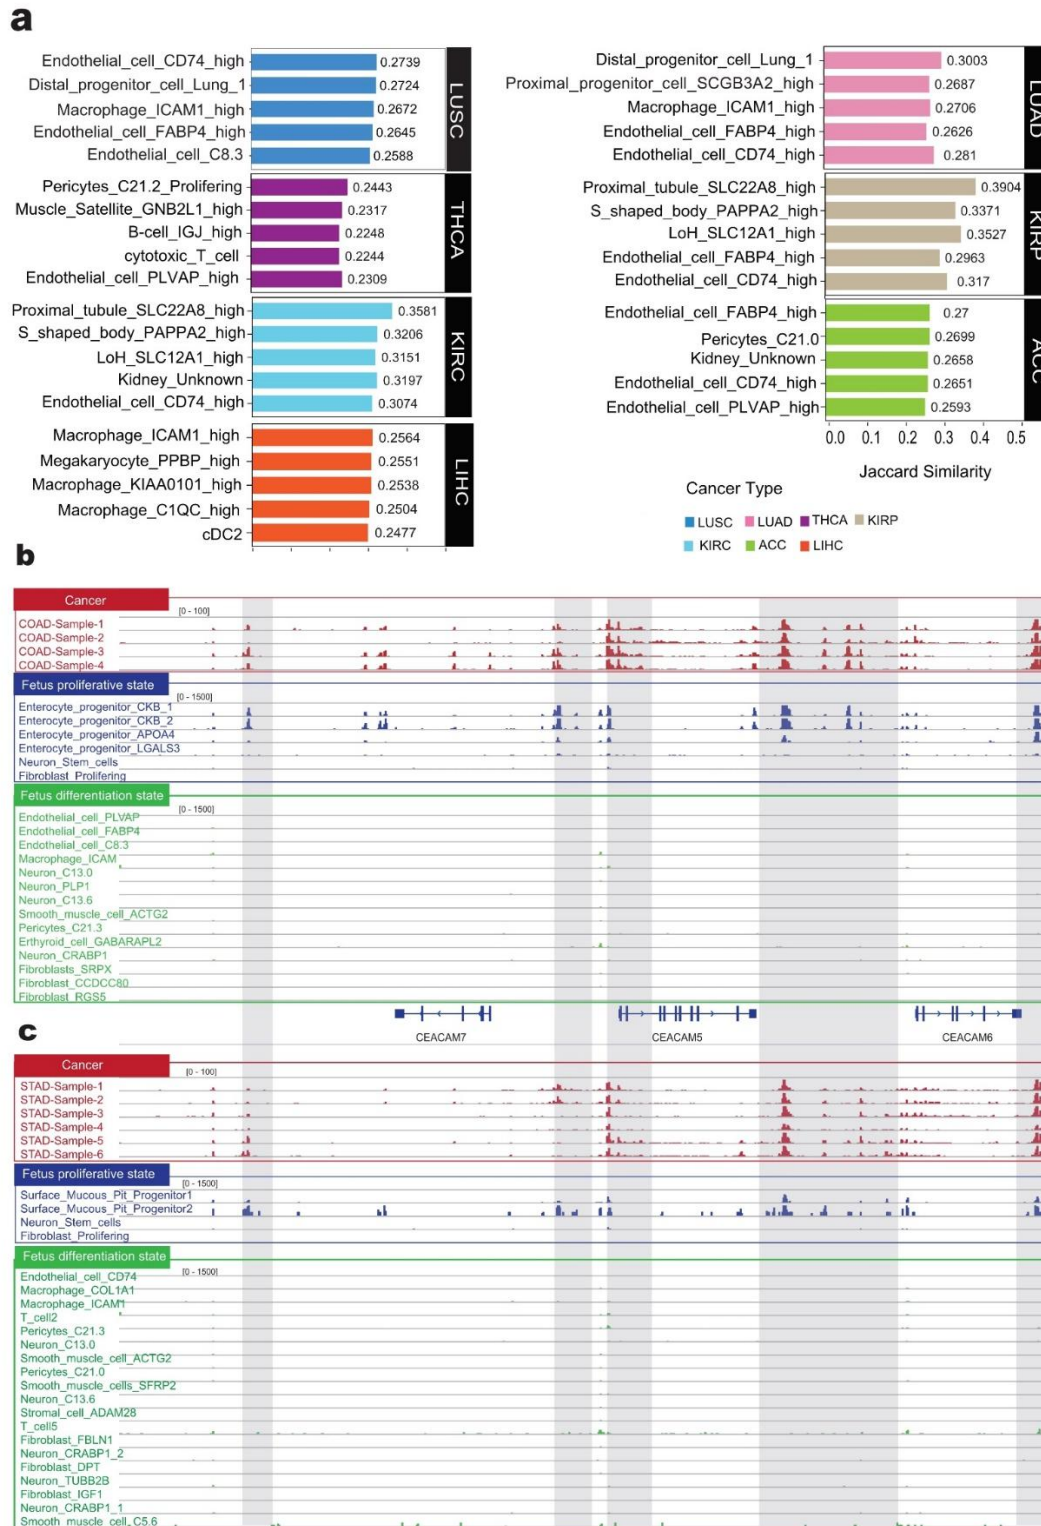 a
Endothelial_cell_CD74_high 0.2739
Distal_progenitor_cell_Lung_1 0.2724
Macrophage_ICAM1_high 0.2672
Endothelial_cell_FABP4_high 0.2645
Endothelial_cell_C8.3 0.2588
LUSC
Pericytes_C21.2_Prolifering 0.2443
Muscle_Satellite_GNB2L1_high 0.2317
B-cell_IGJ_high 0.2248
cytotoxic_T_cell 0.2244
Endothelial_cell_PLVAP_high 0.2309
THCA
Proximal_tubule_SLC22A8_high 0.3581
S_shaped_body_PAPPA2_high 0.3206
LoH_SLC12A1_high 0.3151
Kidney_Unknown 0.3197
Endothelial_cell_CD74_high 0.3074
KIRC
Macrophage_ICAM1_high 0.2564
Megakaryocyte_PPBP_high 0.2551
Macrophage_KIAA0101_high 0.2538
Macrophage_C1QC_high 0.2504
cDC2 0.2477
LIHC
Distal_progenitor_cell_Lung_1 0.3003
Proximal_progenitor_cell_SCGB3A2_high 0.2687
Macrophage_ICAM1_high 0.2706
Endothelial_cell_FABP4_high 0.2626
Endothelial_cell_CD74_high 0.281
LUAD
Proximal_tubule_SLC22A8_high 0.3904
S_shaped_body_PAPPA2_high 0.3371
LoH_SLC12A1_high 0.3527
Endothelial_cell_FABP4_high 0.2963
Endothelial_cell_CD74_high 0.317
KIRP
Endothelial_cell_FABP4_high 0.27
Pericytes_C21.0 0.2699
Kidney_Unknown 0.2658
Endothelial_cell_CD74_high 0.2651
Endothelial_cell_PLVAP_high 0.2593
ACC
0.0 0.1 0.2 0.3 0.4 0.5
Jaccard Similarity
Cancer Type
LUSC LUAD THCA KIRP
KIRC ACC LIHC
b
Cancer
[0 - 100]
COAD-Sample-1
COAD-Sample-2
COAD-Sample-3
COAD-Sample-4
Fetus proliferative state
[0 - 1500]
Enterocyte_progenitor_CKB_1
Enterocyte_progenitor_CKB_2
Enterocyte_progenitor_APOA4
Enterocyte_progenitor_LGALS3
Neuron_Stem_cells
Fibroblast_Prolifering
Fetus differentiation state
[0 - 1500]
Endothelial_cell_PLVAP
Endothelial_cell_FABP4
Endothelial_cell_C8.3
Macrophage_ICAM
Neuron_C13.0
Neuron_PLP1
Neuron_C13.6
Smooth_muscle_cell_ACTG2
Pericytes_C21.3
Erthyroid_cell_GABARAPL2
Neuron_CRABP1
Fibroblasts_SRPX
Fibroblast_CCDCC80
Fibroblast_RGS5
CEACAM7 CEACAM5 CEACAM6
c
Cancer
[0 - 100]
STAD-Sample-1
STAD-Sample-2
STAD-Sample-3
STAD-Sample-4
STAD-Sample-5
STAD-Sample-6
Fetus proliferative state
[0 - 1500]
Surface_Mucous_Pit_Progenitor1
Surface_Mucous_Pit_Progenitor2
Neuron_Stem_cells
Fibroblast_Prolifering
Fetus differentiation state
[0 - 1500]
Endothelial_cell_CD74
Macrophage_COL1A1
Macrophage_ICAM1
T_cell2
Pericytes_C21.3
Neuron_C13.0
Smooth_muscle_cell_ACTG2
Pericytes_C21.0
Smooth_muscle_cells_SFRP2
Neuron_C13.6
Stromal_cell_ADAM28
T_cell5
Fibroblast_FBLN1
Neuron_CRABP1_2
Fibroblast_DPT
Neuron_TUBB2B
Fibroblast_IGF1
Neuron_CRABP1_1
Smooth_muscle_cell_C5.6